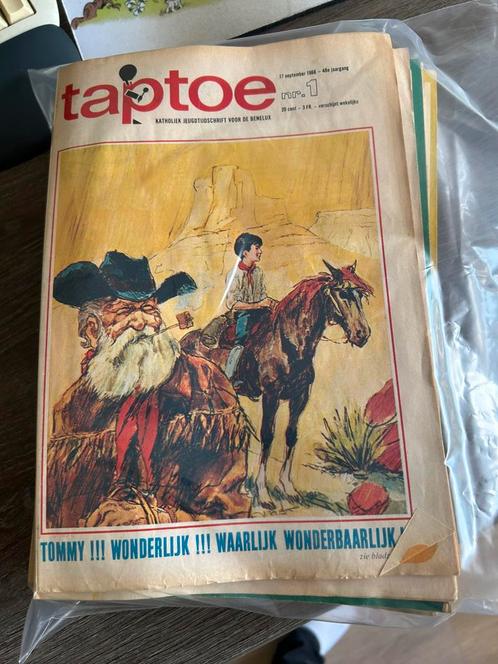 taptoe
KATHOLIEK JEUGDTIJDSCHRIFT VOOR DE BENELUX
17 september 1966 - 48e jaargang
nr. 1
20 cent - 3 FR. - verschijnt wekelijks
TOMMY !!! WONDERLIJK !!! WAARLIJK WONDERBAARLIJK !
zie bladz